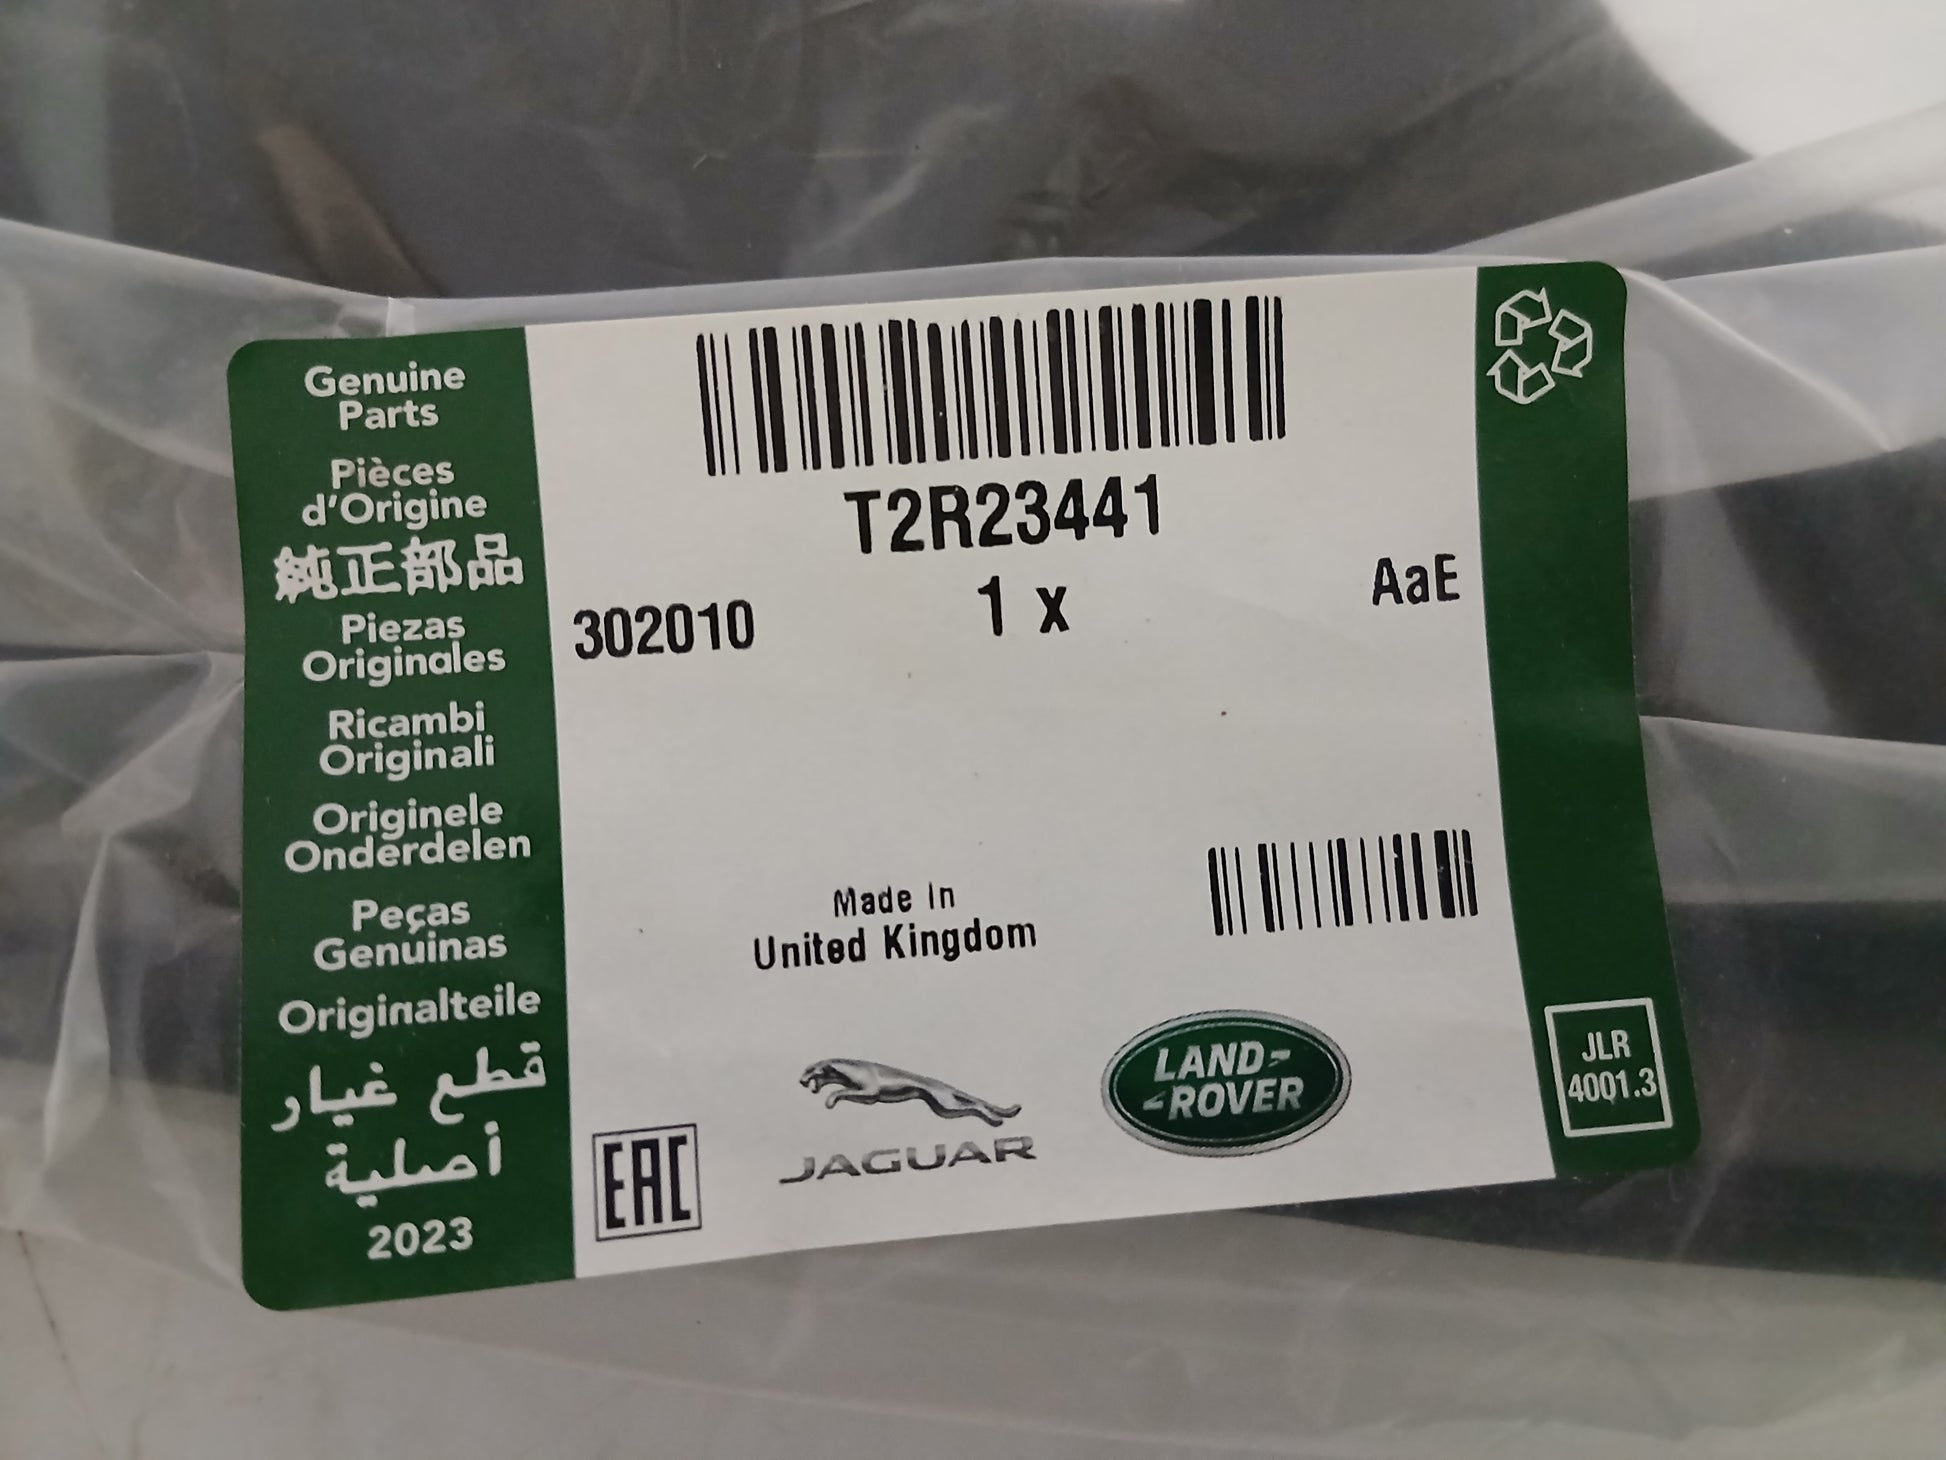 Genuine
Parts
Pièces
d'Origine
純正部品
Piezas
Originales
Ricambi
Originali
Originele
Onderdelen
Peças
Genuinas
Originalteile
قطع غيار
أصلية
2023
T2R23441
1 x
302010
AaE
Made In
United Kingdom
EAC
JAGUAR
LAND-
-ROVER
JLR
4001.3